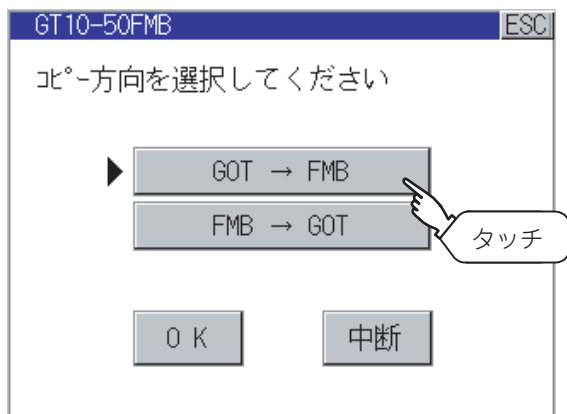 GT10-50FMB ESC
ｺﾋﾟｰ方向を選択してください
GOT → FMB
FMB → GOT
タッチ
O K 中断